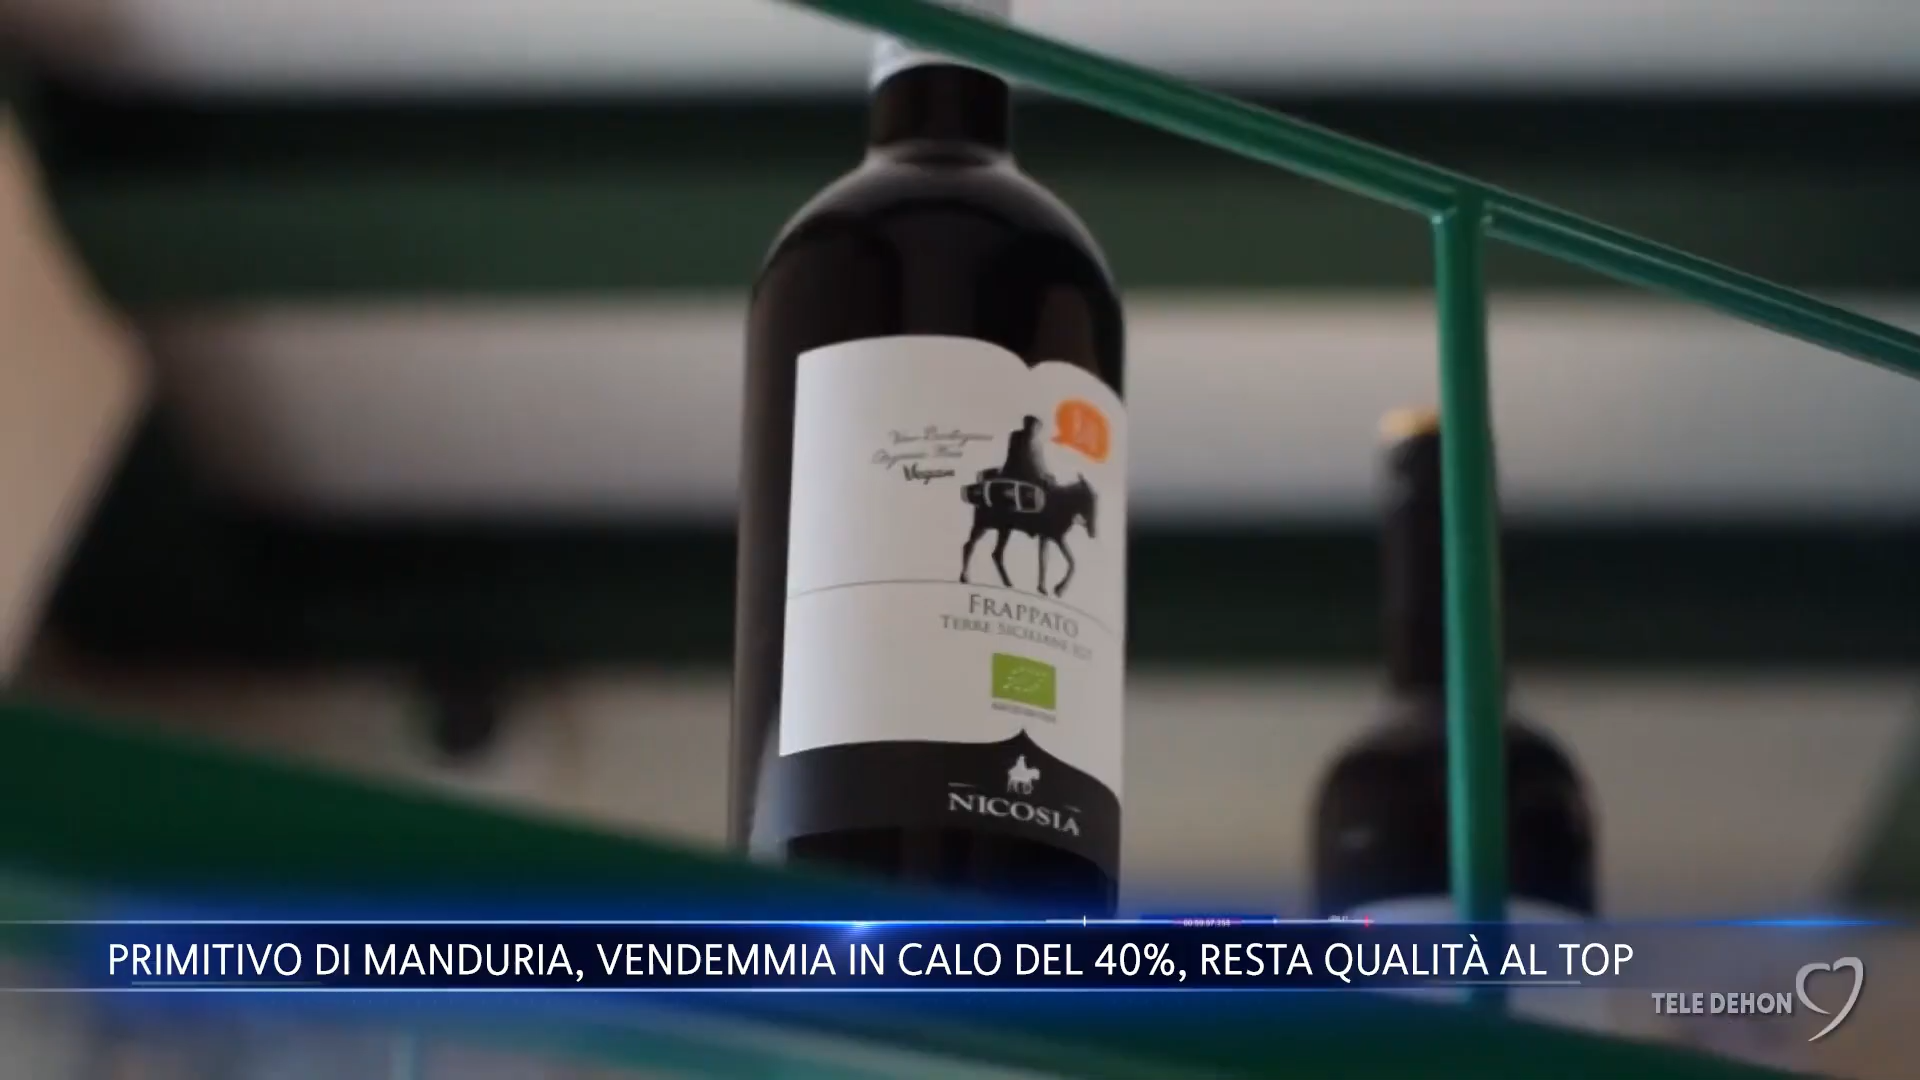 Vegan
FRAPPATO
TERRE SICILIANE IGT
NICOSIA
PRIMITIVO DI MANDURIA, VENDEMMIA IN CALO DEL 40%, RESTA QUALITÀ AL TOP
TELE DEHON